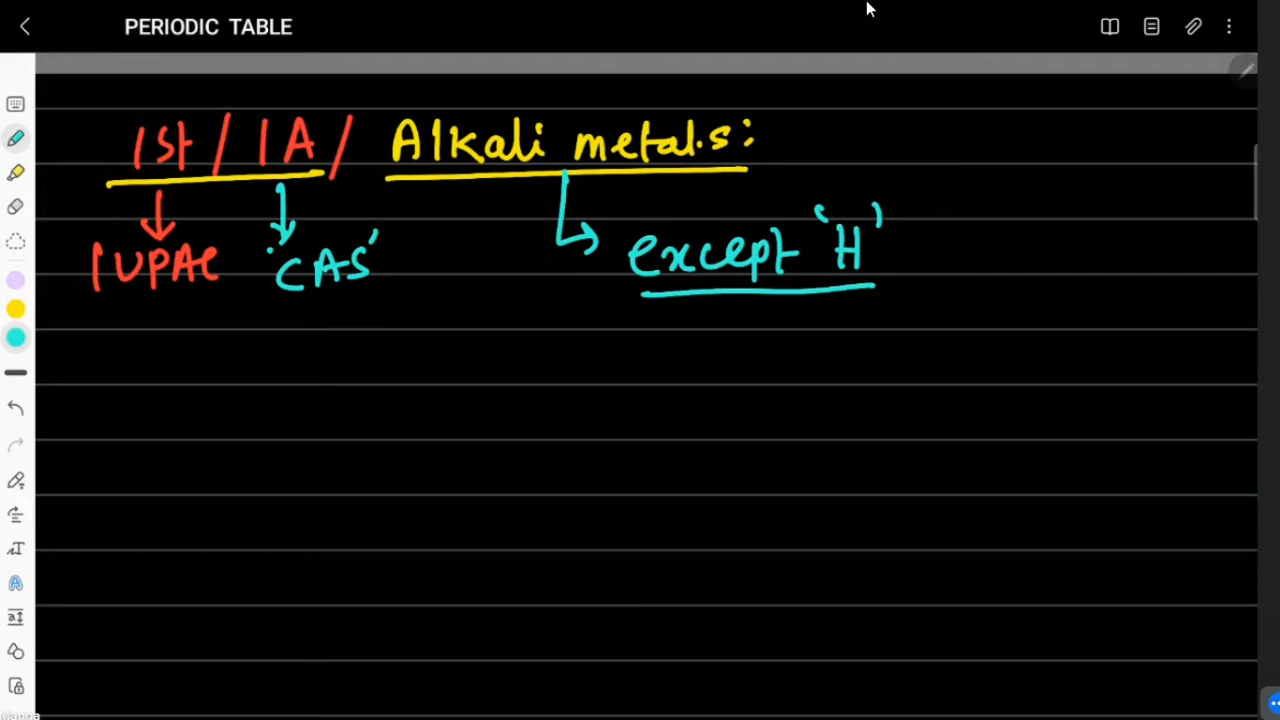 PERIODIC TABLE
1st / 1A / Alkali metals:
IUPAC 'CAS' except 'H'